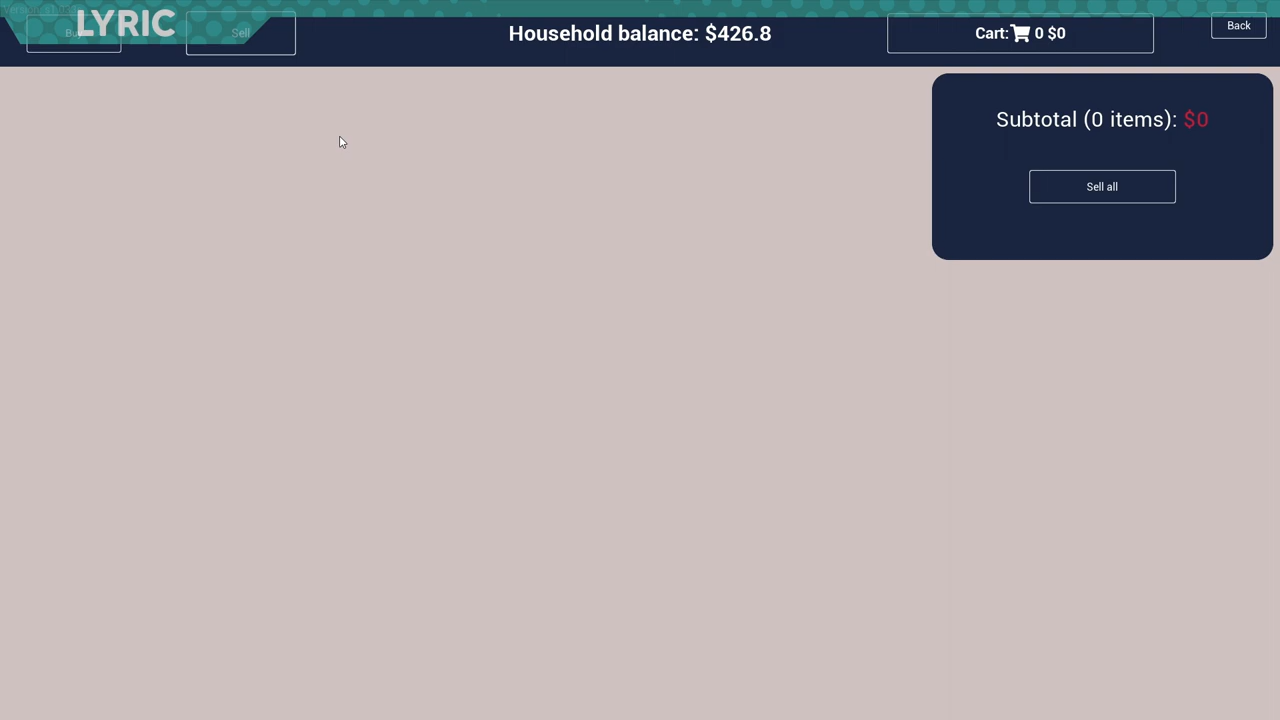 LYRIC
Sell
Household balance: $426.8
Cart: 0 $0
Back
Subtotal (0 items): $0
Sell all